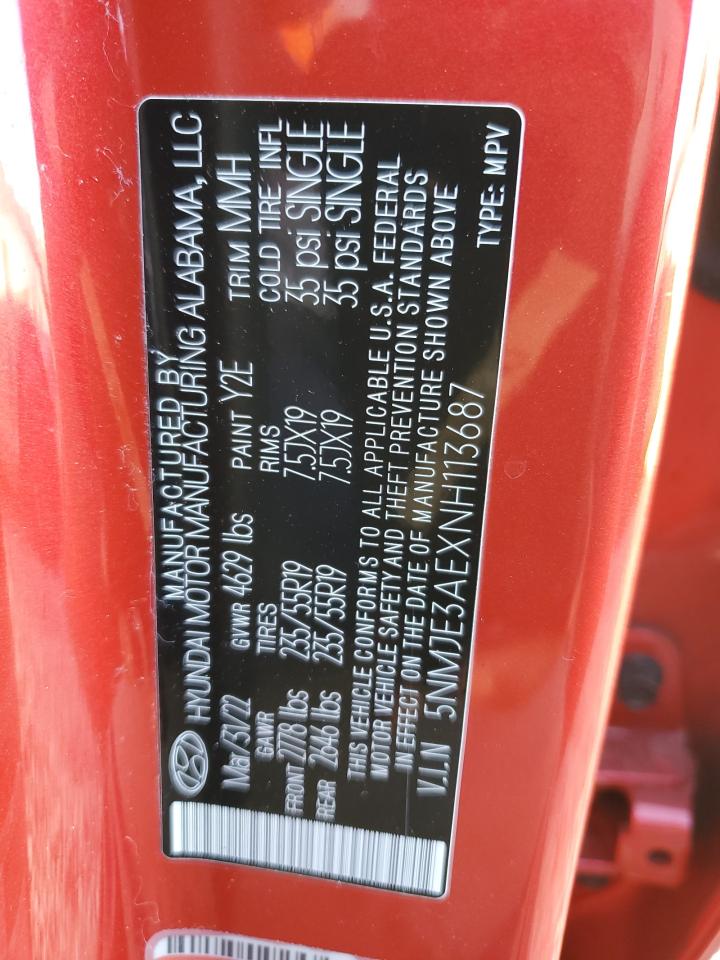 MANUFACTURED BY
HYUNDAI MOTOR MANUFACTURING ALABAMA, LLC
Mar/31/22 GVWR 4629 lbs PAINT Y2E TRIM MMH
GAWR TIRES RIMS COLD TIRE INFL
FRONT 2778 lbs 235/55R19 7.5JX19 35 psi SINGLE
REAR 2646 lbs 235/55R19 7.5JX19 35 psi SINGLE
THIS VEHICLE CONFORMS TO ALL APPLICABLE U.S.A. FEDERAL
MOTOR VEHICLE SAFETY AND THEFT PREVENTION STANDARDS
IN EFFECT ON THE DATE OF MANUFACTURE SHOWN ABOVE
V.I.N 5NMJE3AEXNH113687 TYPE: MPV